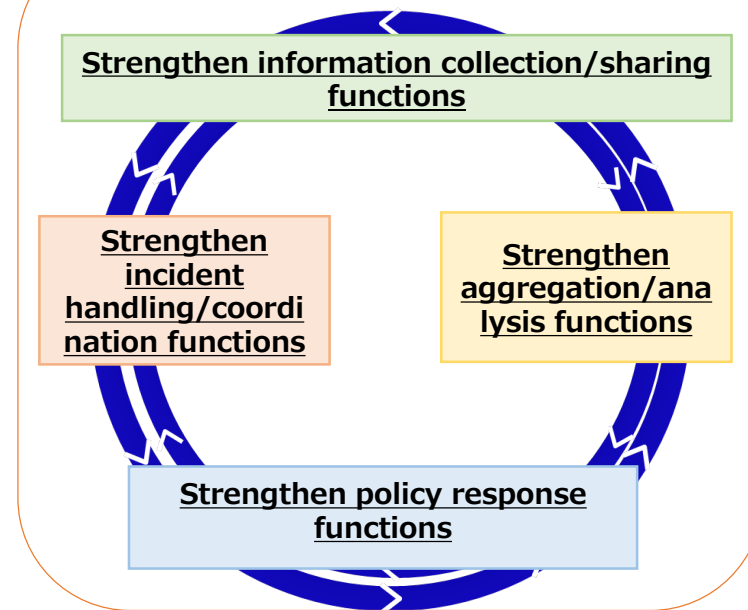 Strengthen information collection/sharing
functions
Strengthen
incident
handling/coordi
nation functions
Strengthen
aggregation/ana
lysis functions
Strengthen policy response
functions